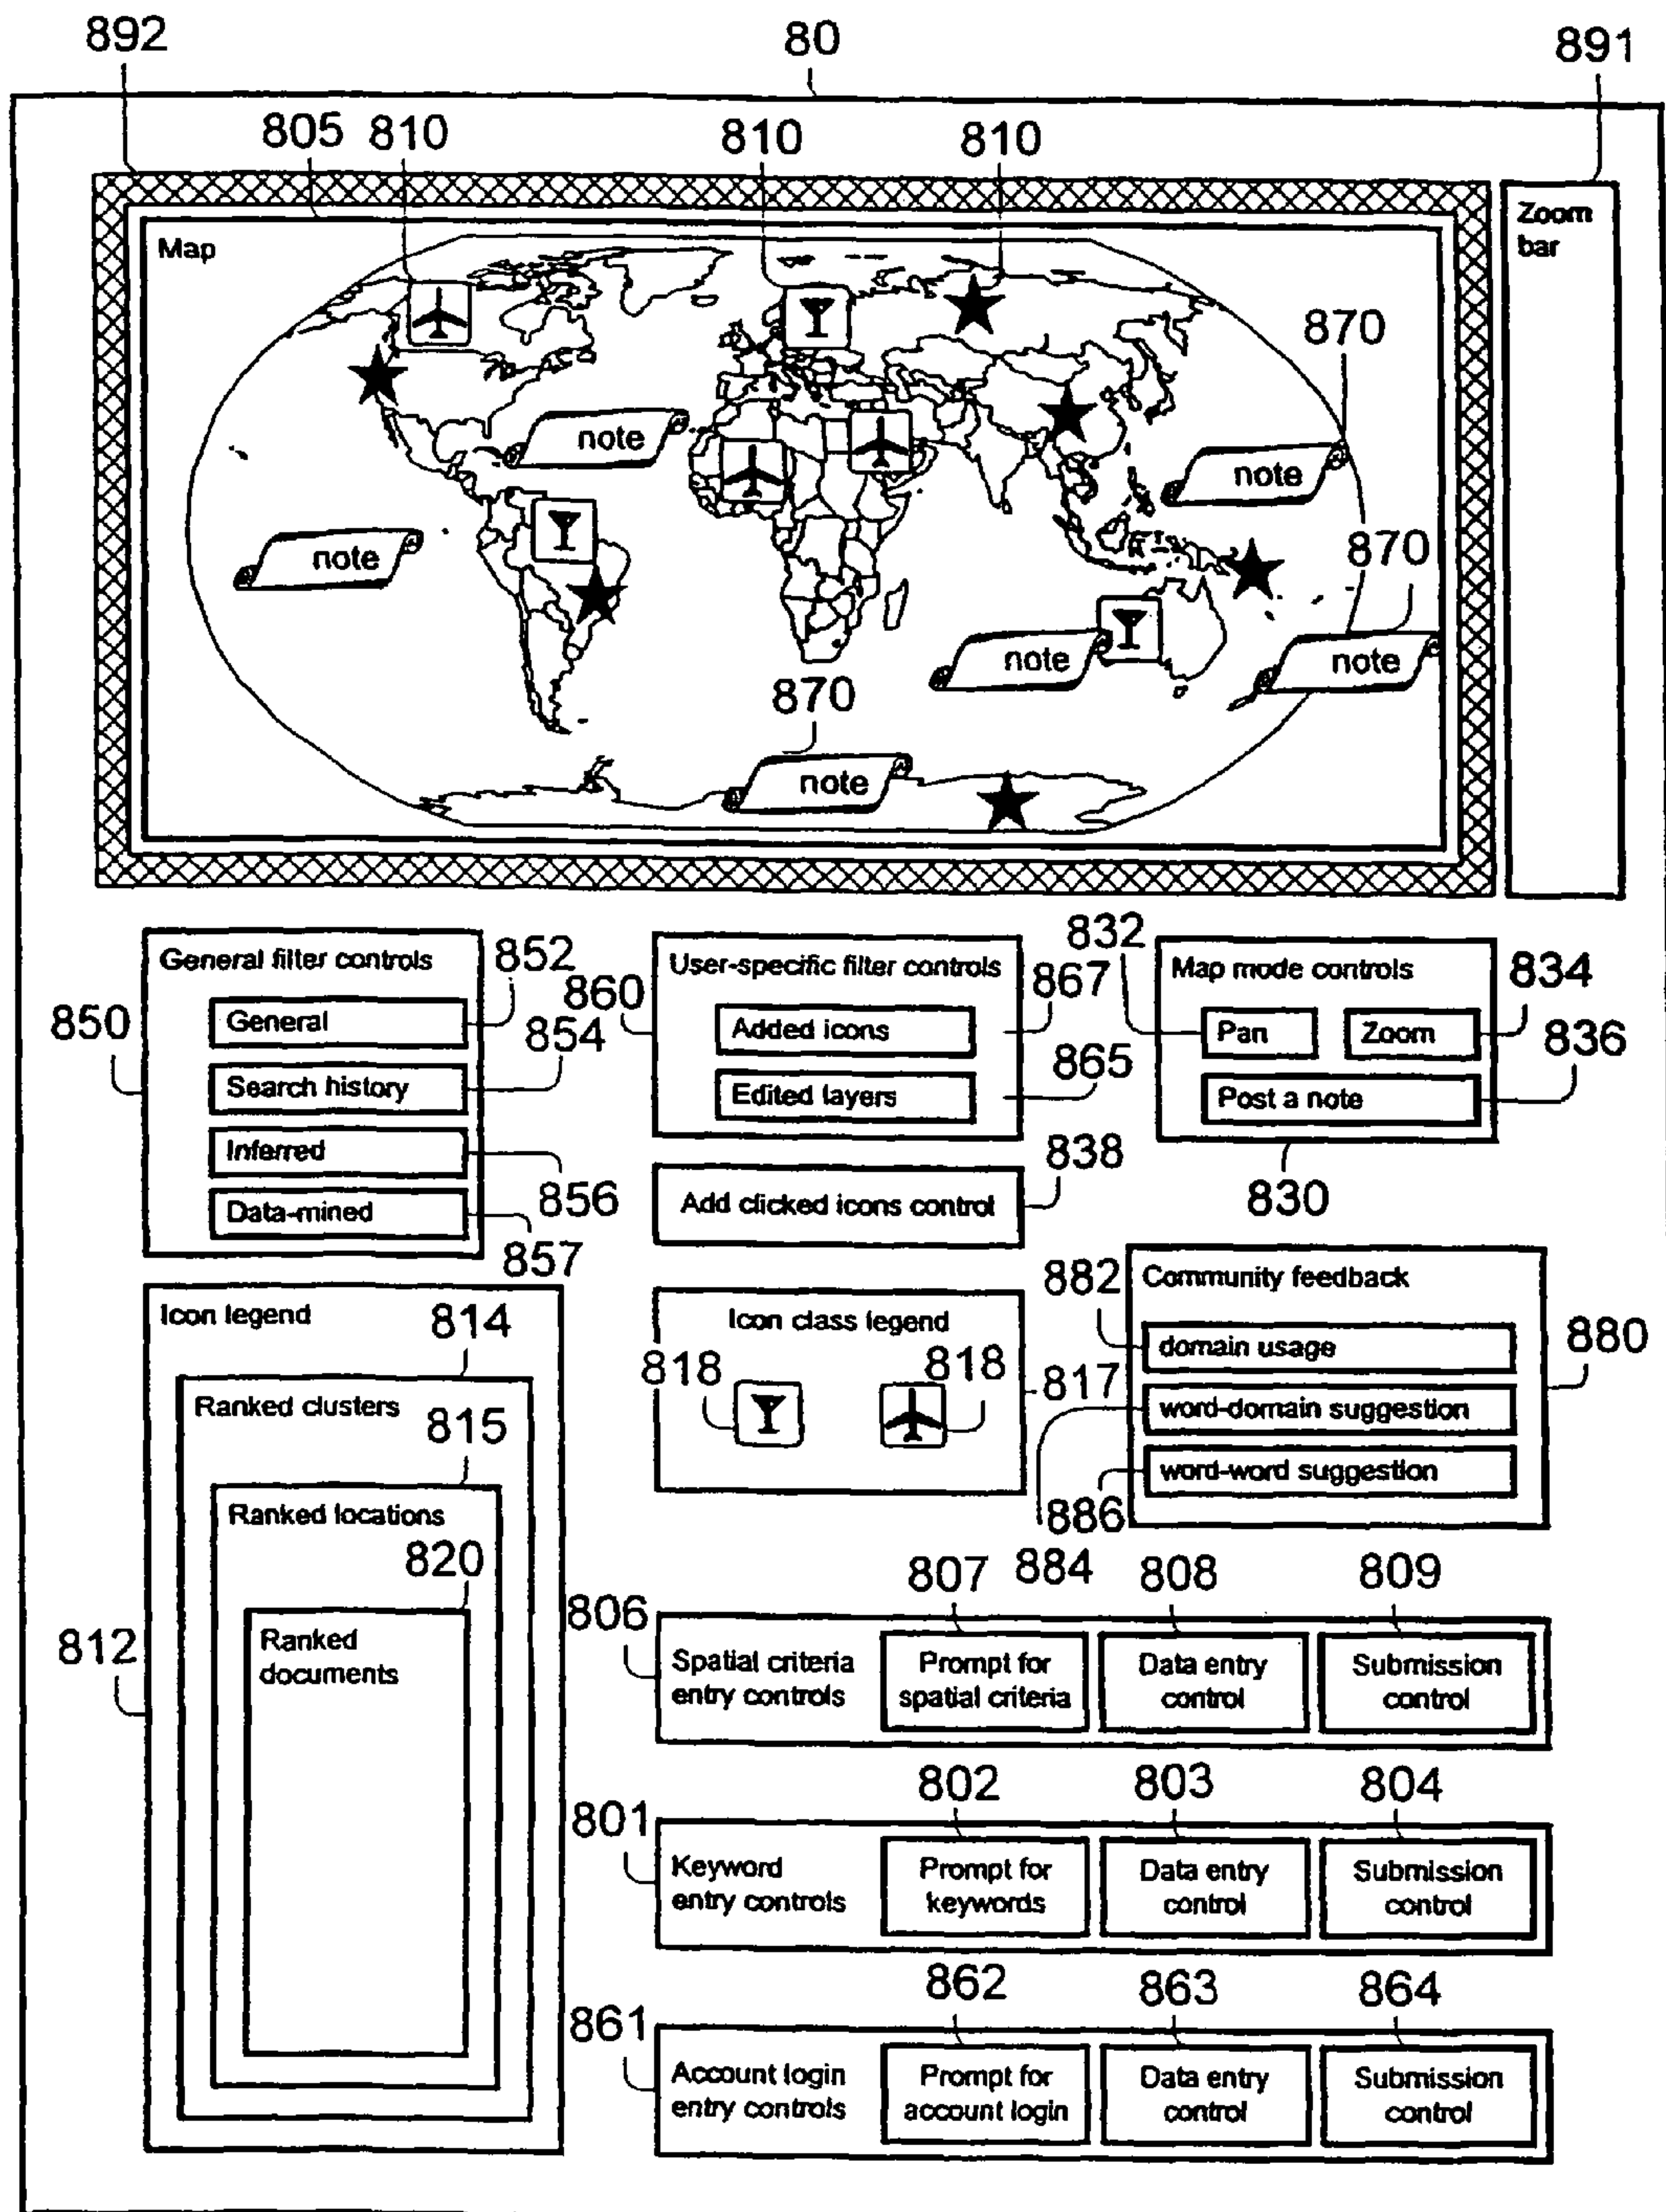 892
80
891
805
810
810
810
Zoom
bar
Map
870
note
note
note
870
note
note
870
note
General filter controls
852
850
General
854
Search history
Inferred
856
Data-mined
857
860
User-specific filter controls
867
Added icons
865
Edited layers
838
Add clicked icons control
832
Map mode controls
834
Pan
Zoom
836
Post a note
830
Icon legend
814
Ranked clusters
815
Ranked locations
820
Ranked
documents
812
Icon class legend
818
818
817
882
Community feedback
880
domain usage
word-domain suggestion
word-word suggestion
886
884
807
808
809
806
Spatial criteria
entry controls
Prompt for
spatial criteria
Data entry
control
Submission
control
802
803
804
801
Keyword
entry controls
Prompt for
keywords
Data entry
control
Submission
control
862
863
864
861
Account login
entry controls
Prompt for
account login
Data entry
control
Submission
control